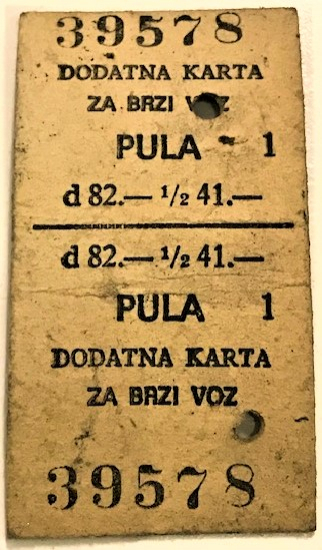 39578
DODATNA KARTA
ZA BRZI VOZ
PULA 1
d 82.— 1/2 41.—
d 82.— 1/2 41.—
PULA 1
DODATNA KARTA
ZA BRZI VOZ
39578